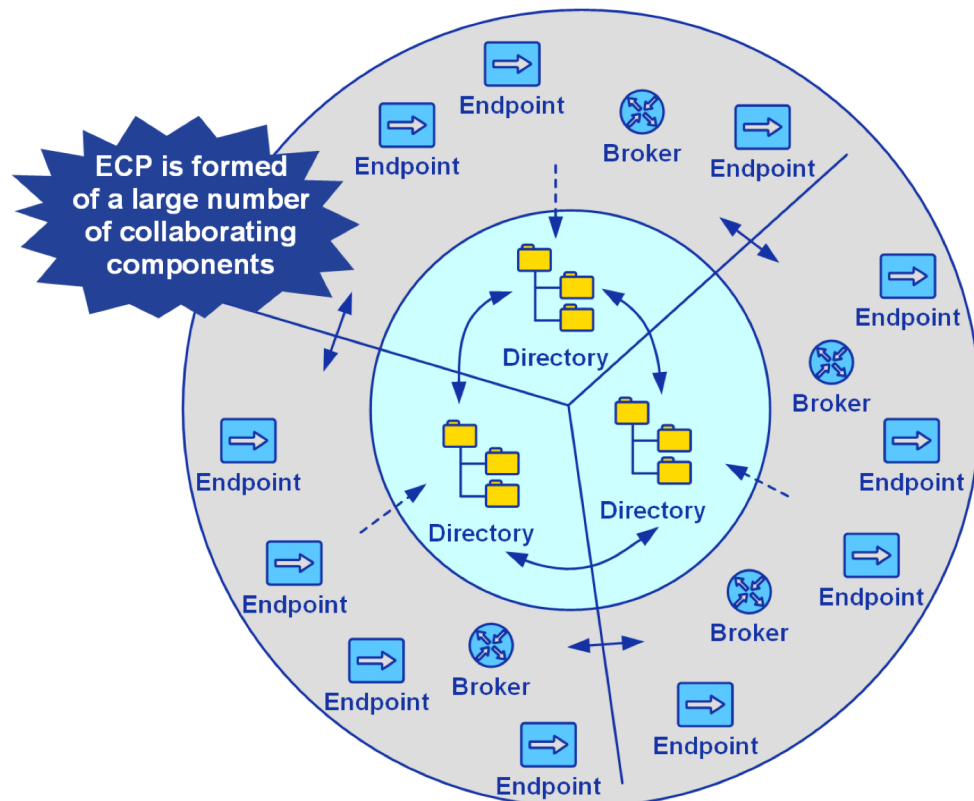 Endpoint
Endpoint
Broker
Endpoint
ECP is formed
of a large number
of collaborating
components
Endpoint
Directory
Broker
Endpoint
Endpoint
Directory
Directory
Endpoint
Endpoint
Broker
Broker
Endpoint
Endpoint
Endpoint